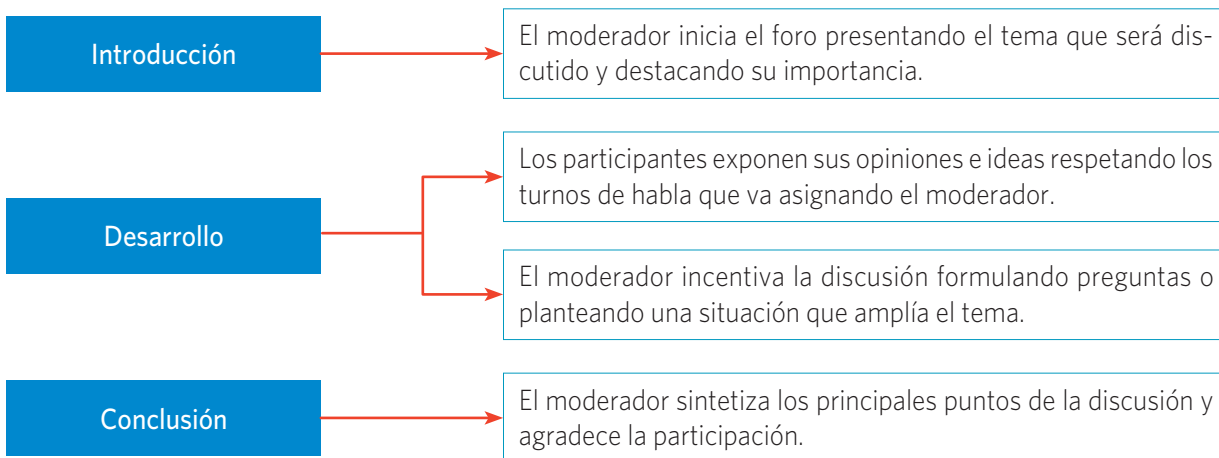 Introducción
El moderador inicia el foro presentando el tema que será dis-
cutido y destacando su importancia.
Desarrollo
Los participantes exponen sus opiniones e ideas respetando los
turnos de habla que va asignando el moderador.
El moderador incentiva la discusión formulando preguntas o
planteando una situación que amplía el tema.
Conclusión
El moderador sintetiza los principales puntos de la discusión y
agradece la participación.